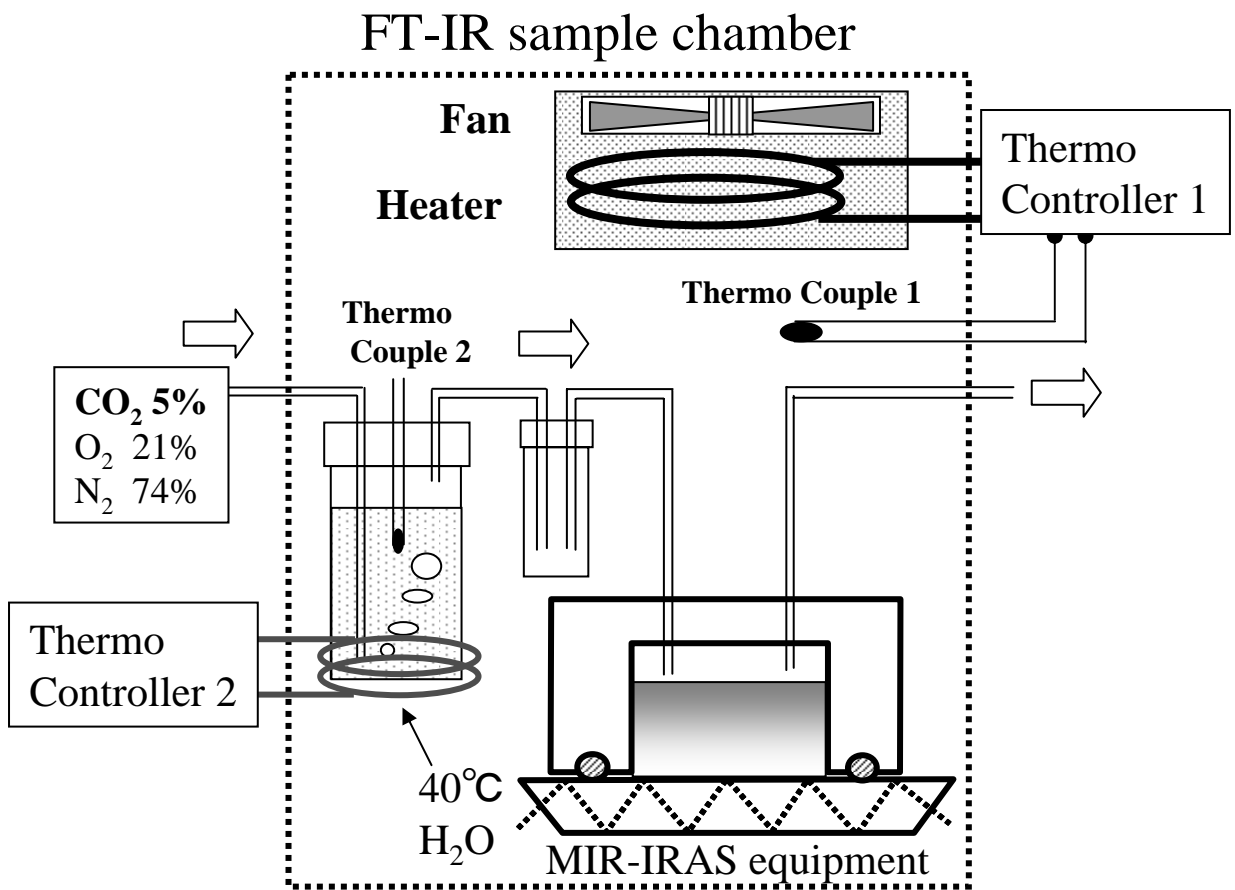 FT-IR sample chamber
Fan
Heater
Thermo
Controller 1
Thermo Couple 1
Thermo
Couple 2
CO₂ 5%
O₂ 21%
N₂ 74%
Thermo
Controller 2
40℃
H₂O
MIR-IRAS equipment